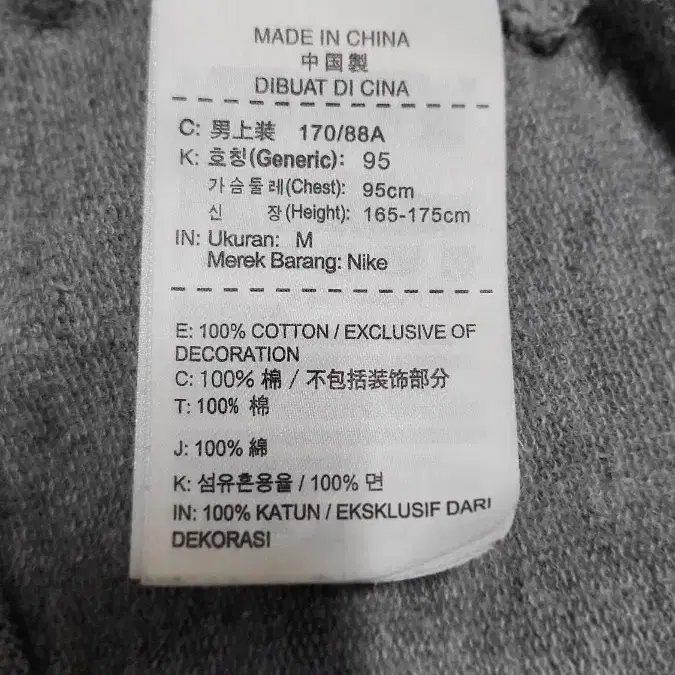 MADE IN CHINA
中国製
DIBUAT DI CINA
C: 男上装 170/88A
K: 호칭(Generic): 95
가슴둘레(Chest): 95cm
신 장(Height): 165-175cm
IN: Ukuran: M
Merek Barang: Nike
E: 100% COTTON / EXCLUSIVE OF
DECORATION
C: 100% 棉 / 不包括装饰部分
T: 100% 棉
J: 100% 綿
K: 섬유혼용율 / 100% 면
IN: 100% KATUN / EKSKLUSIF DARI
DEKORASI